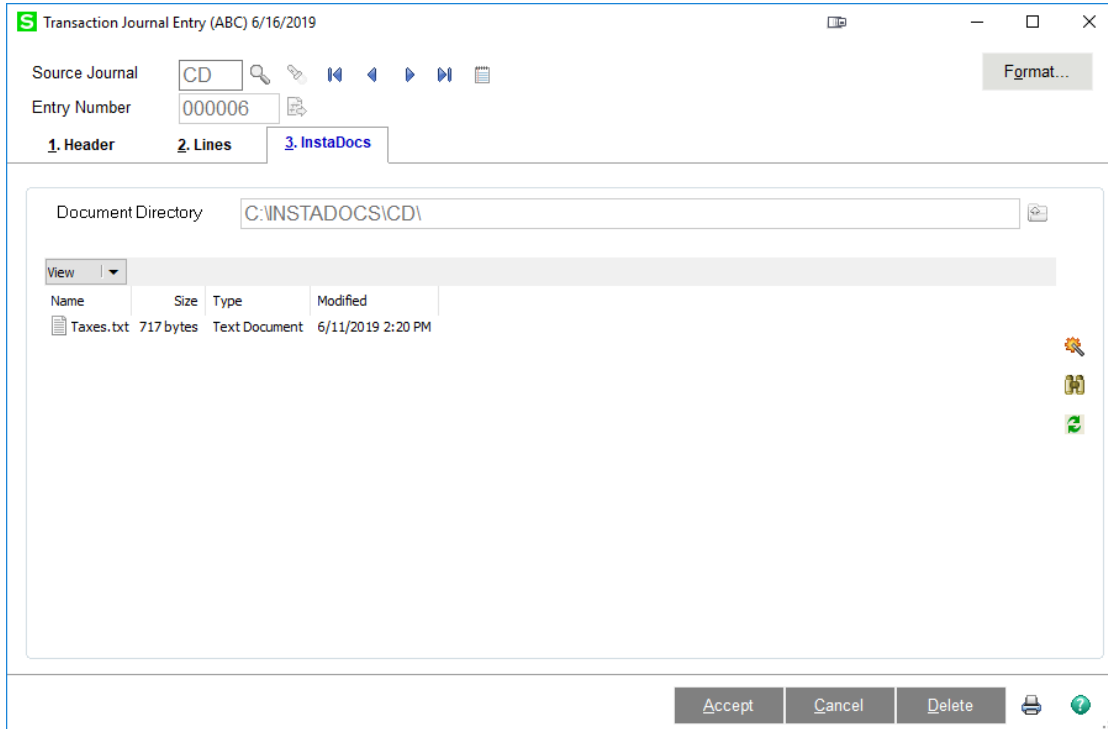 S Transaction Journal Entry (ABC) 6/16/2019
Source Journal CD
Format...
Entry Number 000006
1. Header 2. Lines 3. InstaDocs
Document Directory C:\INSTADOCS\CD\
View
Name Size Type Modified
Taxes.txt 717 bytes Text Document 6/11/2019 2:20 PM
Accept Cancel Delete ?